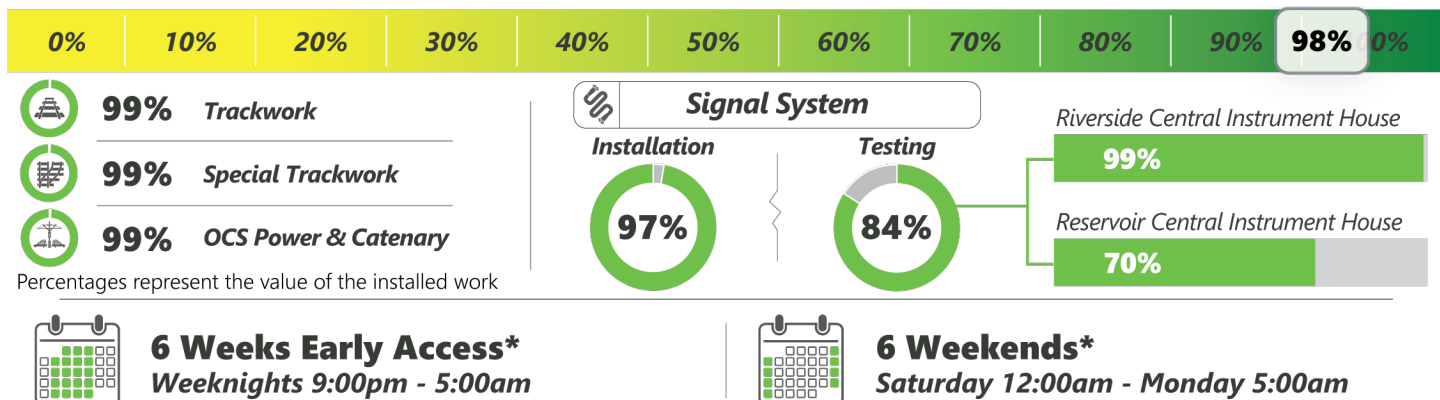 0% 10% 20% 30% 40% 50% 60% 70% 80% 90% 98% 0%
99% Trackwork
99% Special Trackwork
99% OCS Power & Catenary
Percentages represent the value of the installed work
Signal System
Installation
97%
Testing
84%
Riverside Central Instrument House
99%
Reservoir Central Instrument House
70%
6 Weeks Early Access*
Weeknights 9:00pm - 5:00am
6 Weekends*
Saturday 12:00am - Monday 5:00am